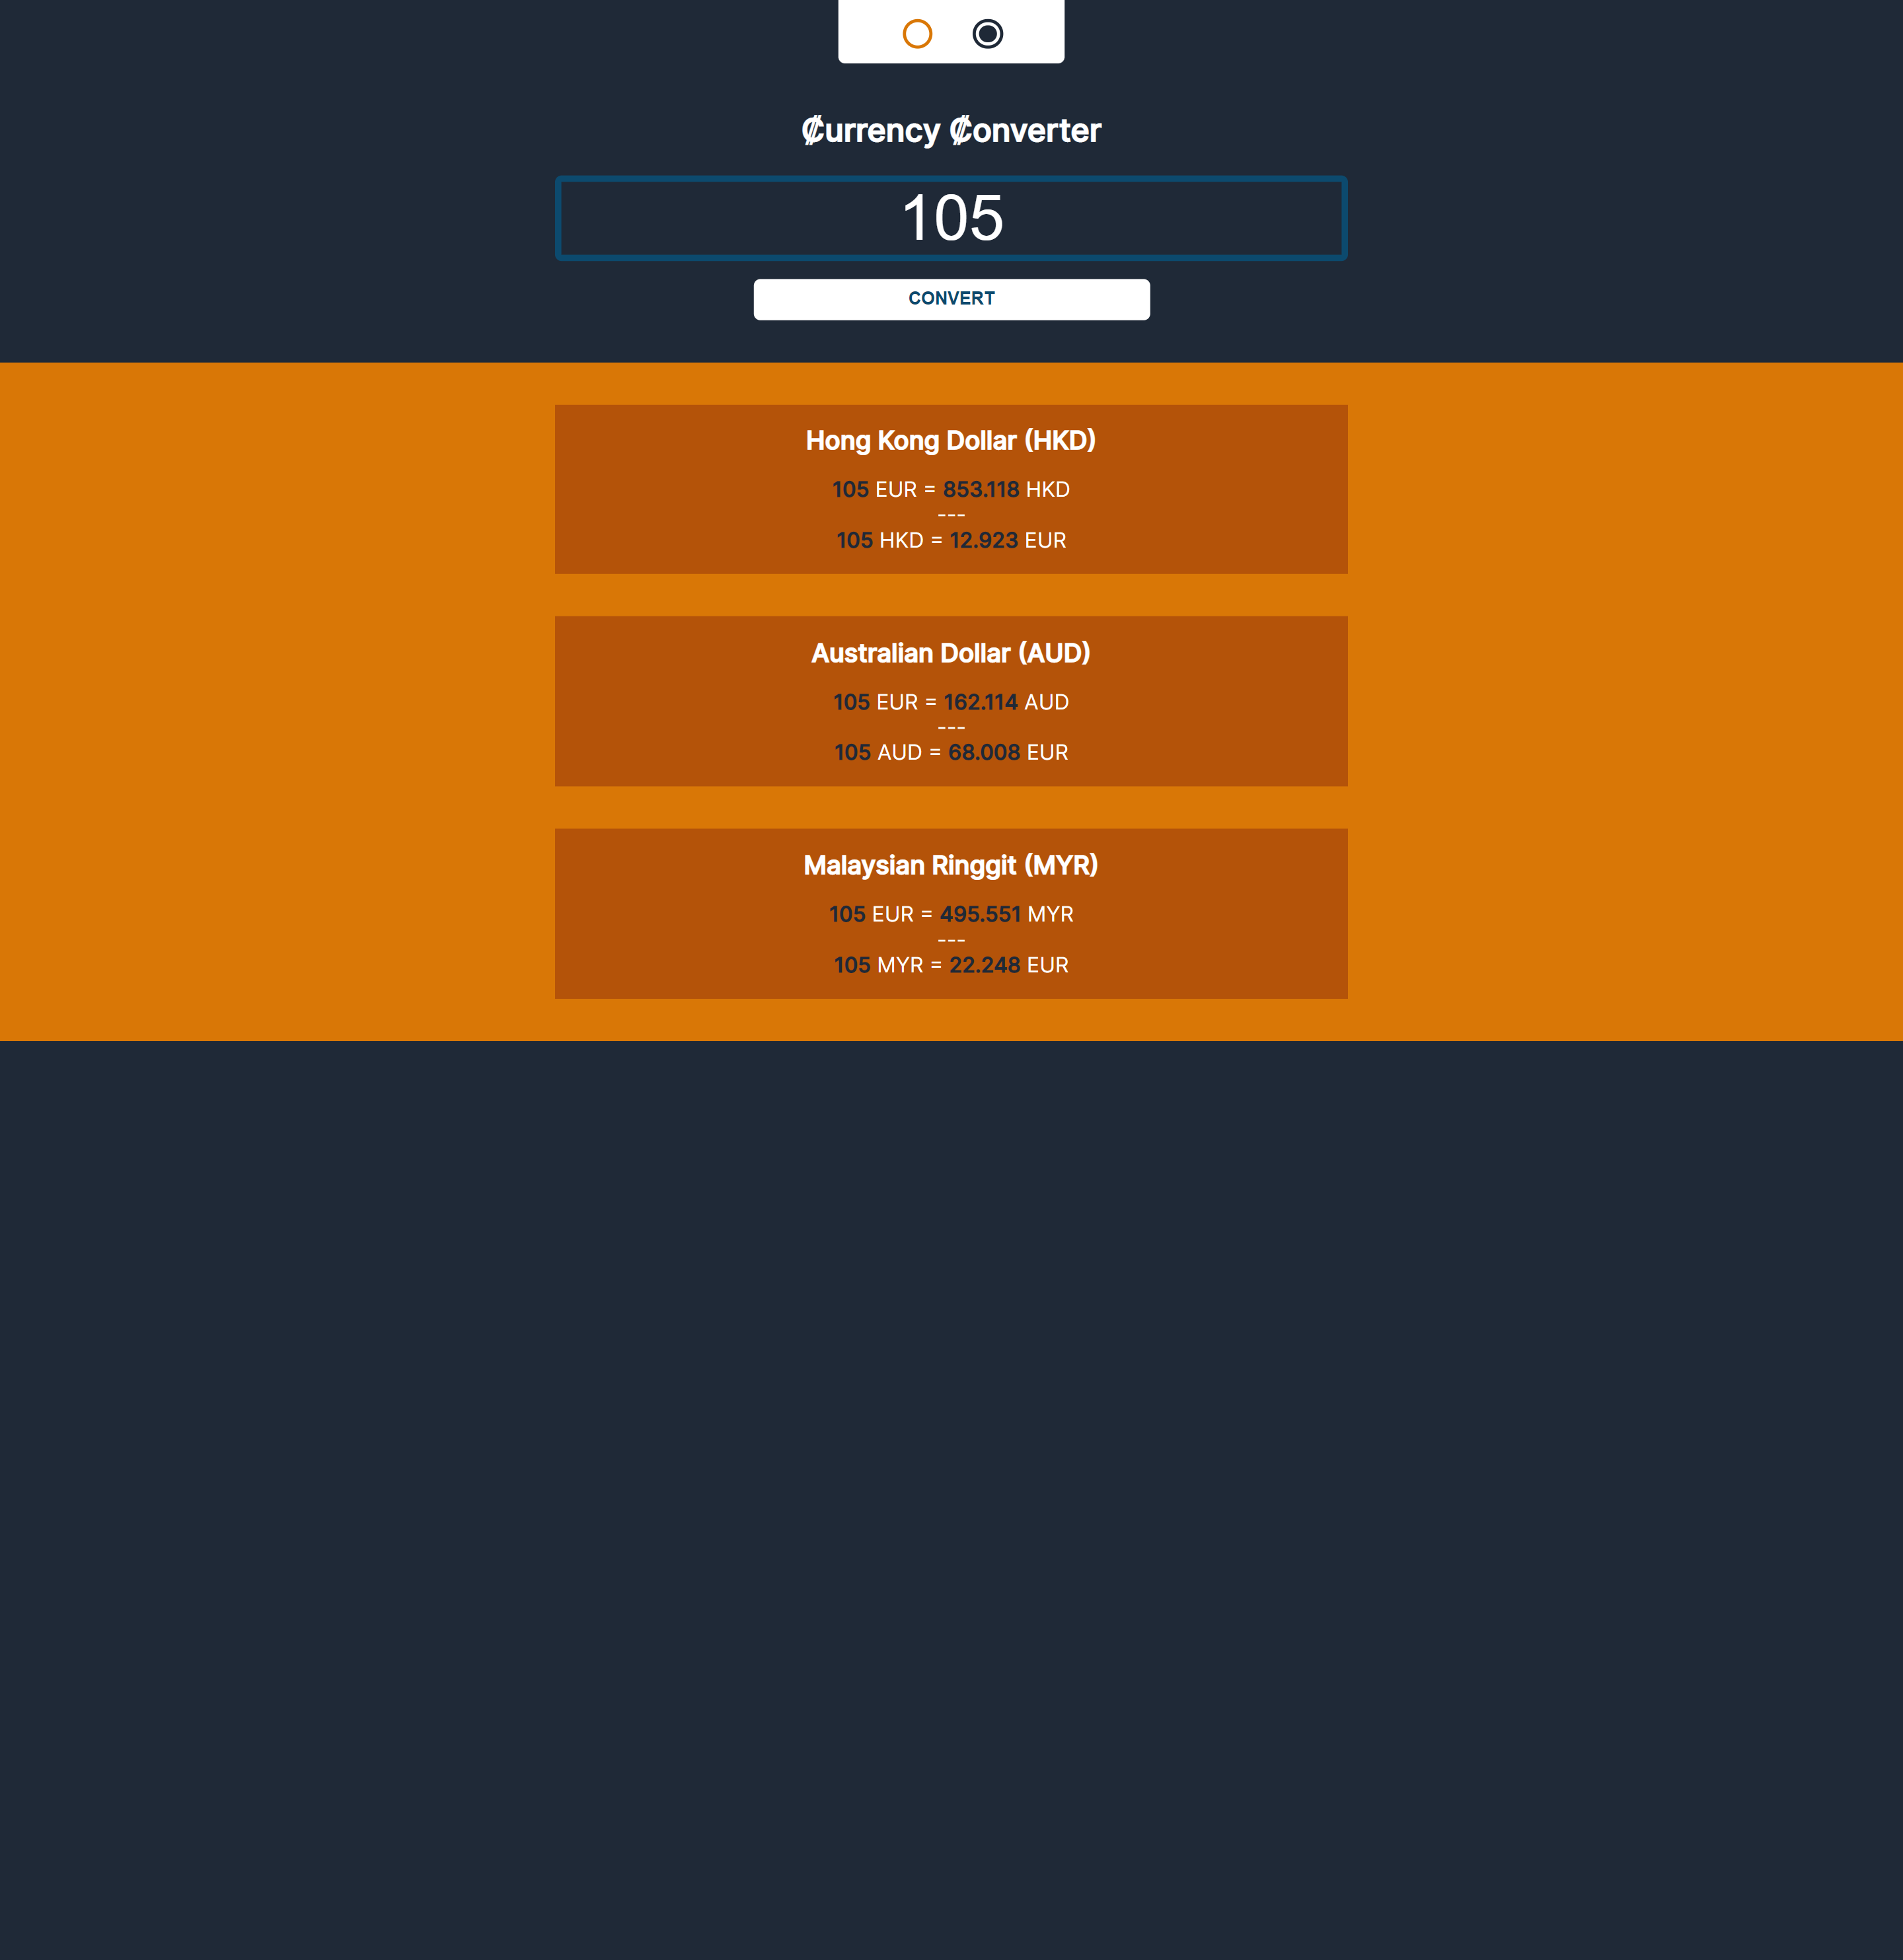 ₡urrency ₡onverter
105
CONVERT
Hong Kong Dollar (HKD)
105 EUR = 853.118 HKD
---
105 HKD = 12.923 EUR
Australian Dollar (AUD)
105 EUR = 162.114 AUD
---
105 AUD = 68.008 EUR
Malaysian Ringgit (MYR)
105 EUR = 495.551 MYR
---
105 MYR = 22.248 EUR